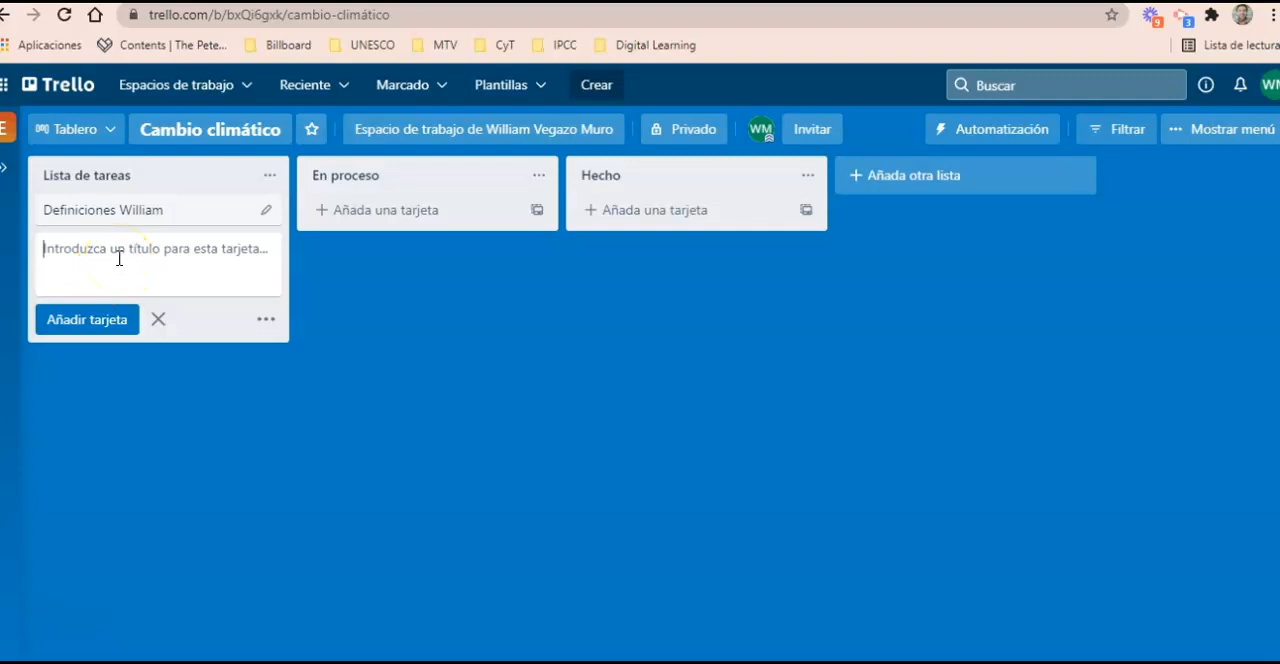 trello.com/b/bxQi6gxk/cambio-climático
9
3
Aplicaciones
Contents | The Pete...
Billboard
UNESCO
MTV
CyT
IPCC
Digital Learning
Lista de lectura
Trello
Espacios de trabajo
Reciente
Marcado
Plantillas
Crear
Buscar
WM
E
Tablero
Cambio climático
Espacio de trabajo de William Vegazo Muro
Privado
WM
Invitar
Automatización
Filtrar
Mostrar menú
Lista de tareas
En proceso
Hecho
Añada otra lista
Definiciones William
Añada una tarjeta
Añada una tarjeta
Introduzca un título para esta tarjeta...
Añadir tarjeta